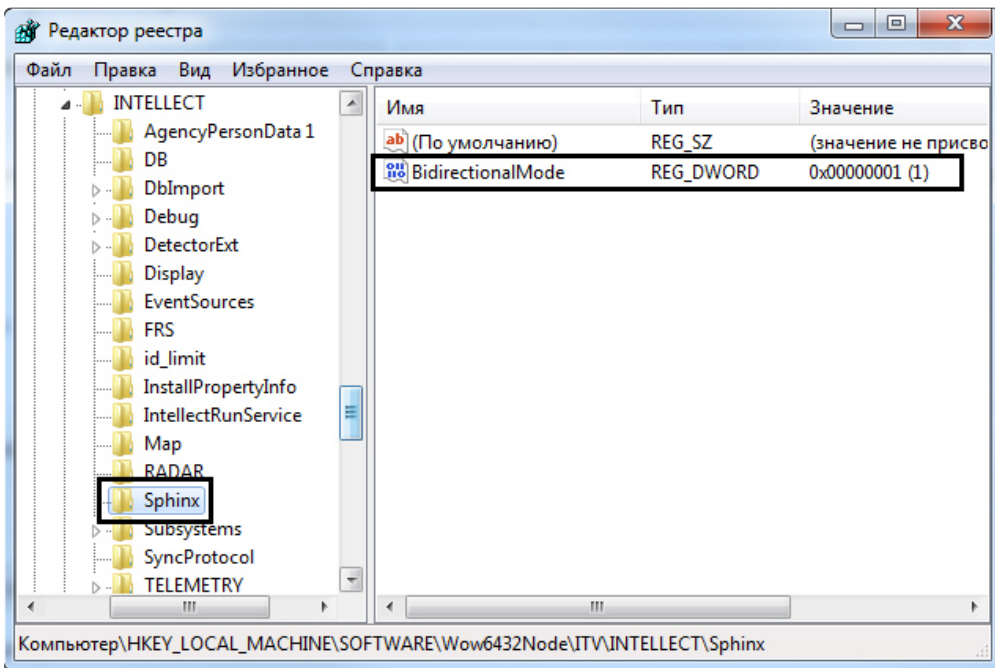 Редактор реестра
Файл Правка Вид Избранное Справка
INTELLECT
AgencyPersonData 1
DB
DbImport
Debug
DetectorExt
Display
EventSources
FRS
id_limit
InstallPropertyInfo
IntellectRunService
Map
RADAR
Sphinx
Subsystems
SyncProtocol
TELEMETRY
Имя Тип Значение
(По умолчанию) REG_SZ (значение не присво
BidirectionalMode REG_DWORD 0x00000001 (1)
Компьютер\HKEY_LOCAL_MACHINE\SOFTWARE\Wow6432Node\ITV\INTELLECT\Sphinx